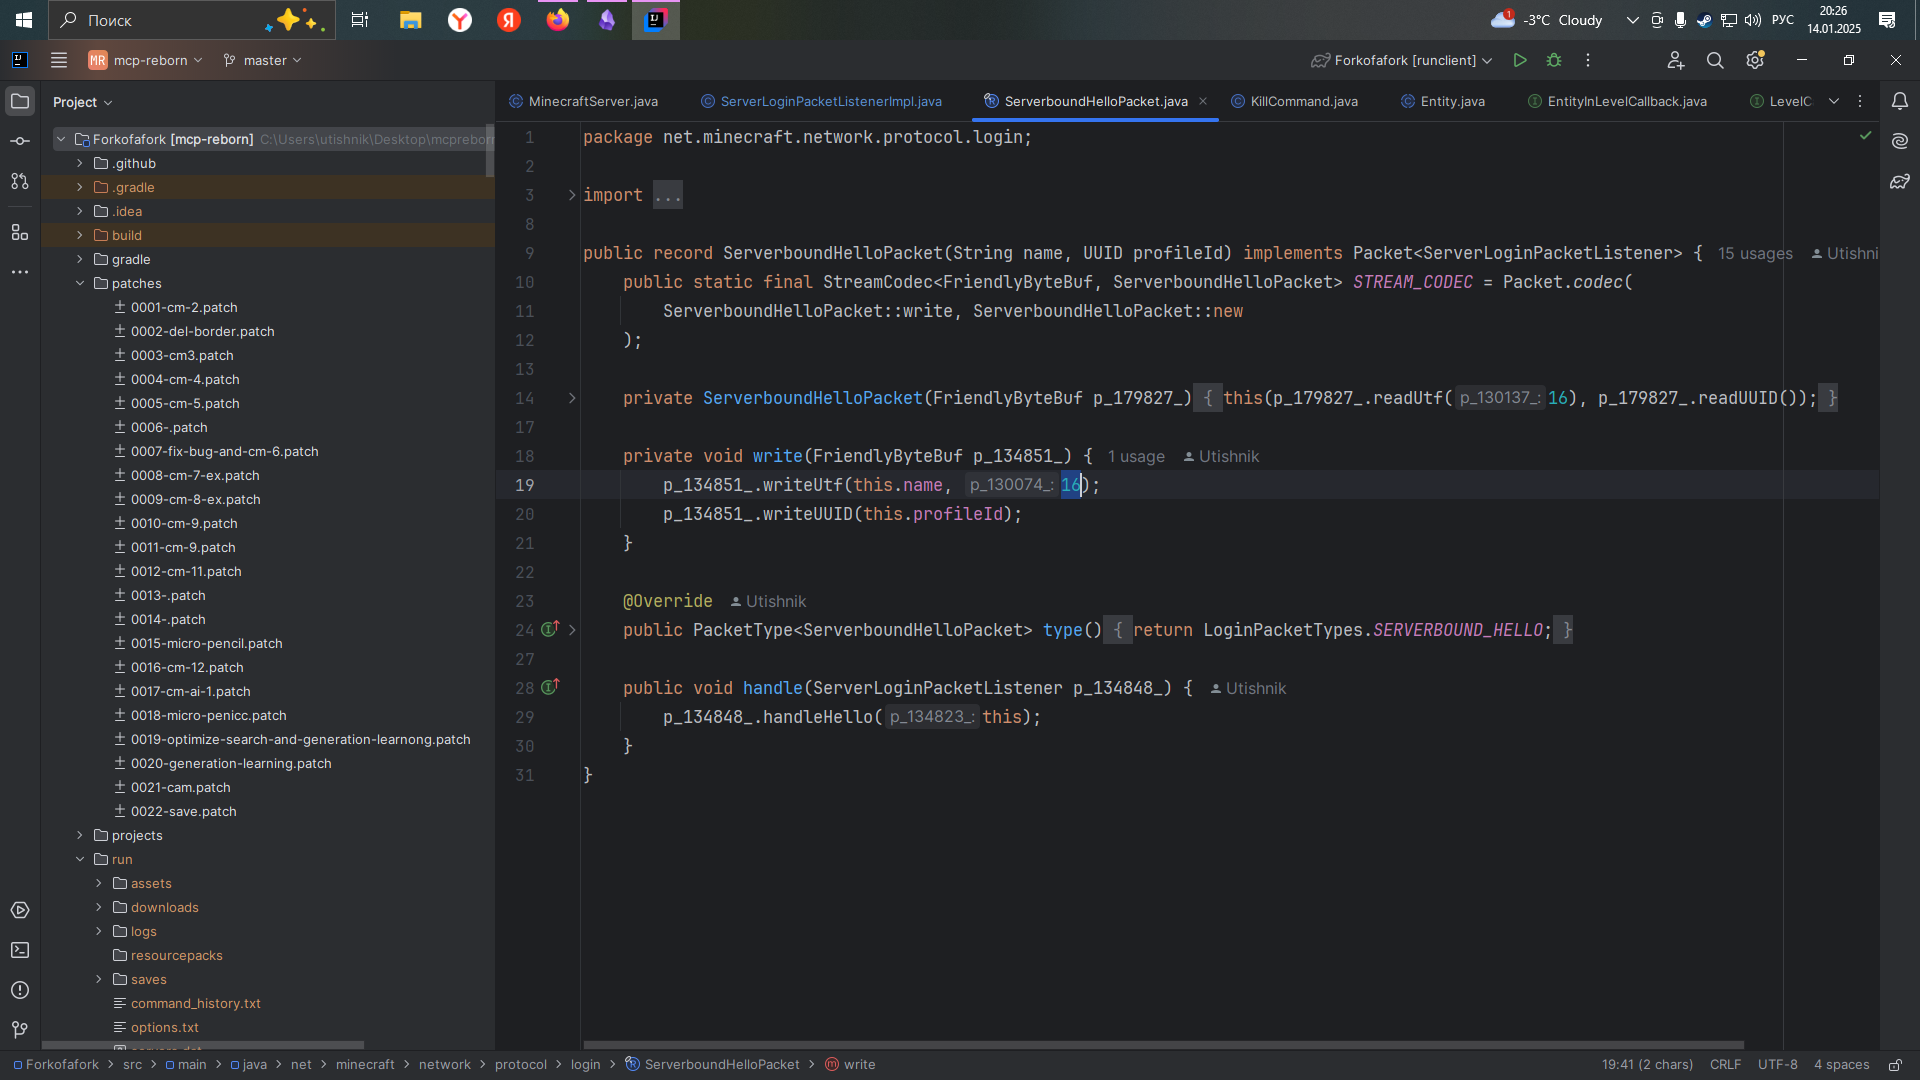 Поиск
-3°C Cloudy
РУС
20:26
14.01.2025
MR mcp-reborn
master
Forkofafork [runclient]
Project
MinecraftServer.java
ServerLoginPacketListenerImpl.java
ServerboundHelloPacket.java
KillCommand.java
Entity.java
EntityInLevelCallback.java
LevelC
Forkofafork [mcp-reborn] C:\Users\utishnik\Desktop\mcprebor
.github
.gradle
.idea
build
gradle
patches
0001-cm-2.patch
0002-del-border.patch
0003-cm3.patch
0004-cm-4.patch
0005-cm-5.patch
0006-.patch
0007-fix-bug-and-cm-6.patch
0008-cm-7-ex.patch
0009-cm-8-ex.patch
0010-cm-9.patch
0011-cm-9.patch
0012-cm-11.patch
0013-.patch
0014-.patch
0015-micro-pencil.patch
0016-cm-12.patch
0017-cm-ai-1.patch
0018-micro-penicc.patch
0019-optimize-search-and-generation-learnong.patch
0020-generation-learning.patch
0021-cam.patch
0022-save.patch
projects
run
assets
downloads
logs
resourcepacks
saves
command_history.txt
options.txt
1 package net.minecraft.network.protocol.login;
2
3 import ...
8
9 public record ServerboundHelloPacket(String name, UUID profileId) implements Packet<ServerLoginPacketListener> { 15 usages Utishni
10 public static final StreamCodec<FriendlyByteBuf, ServerboundHelloPacket> STREAM_CODEC = Packet.codec(
11 ServerboundHelloPacket::write, ServerboundHelloPacket::new
12 );
13
14 private ServerboundHelloPacket(FriendlyByteBuf p_179827_) { this(p_179827_.readUtf( p_130137_: 16), p_179827_.readUUID()); }
17
18 private void write(FriendlyByteBuf p_134851_) { 1 usage Utishnik
19 p_134851_.writeUtf(this.name, p_130074_: 16);
20 p_134851_.writeUUID(this.profileId);
21 }
22
23 @Override Utishnik
24 public PacketType<ServerboundHelloPacket> type() { return LoginPacketTypes.SERVERBOUND_HELLO; }
27
28 public void handle(ServerLoginPacketListener p_134848_) { Utishnik
29 p_134848_.handleHello( p_134823_: this);
30 }
31 }
Forkofafork > src > main > java > net > minecraft > network > protocol > login > ServerboundHelloPacket > write
19:41 (2 chars) CRLF UTF-8 4 spaces